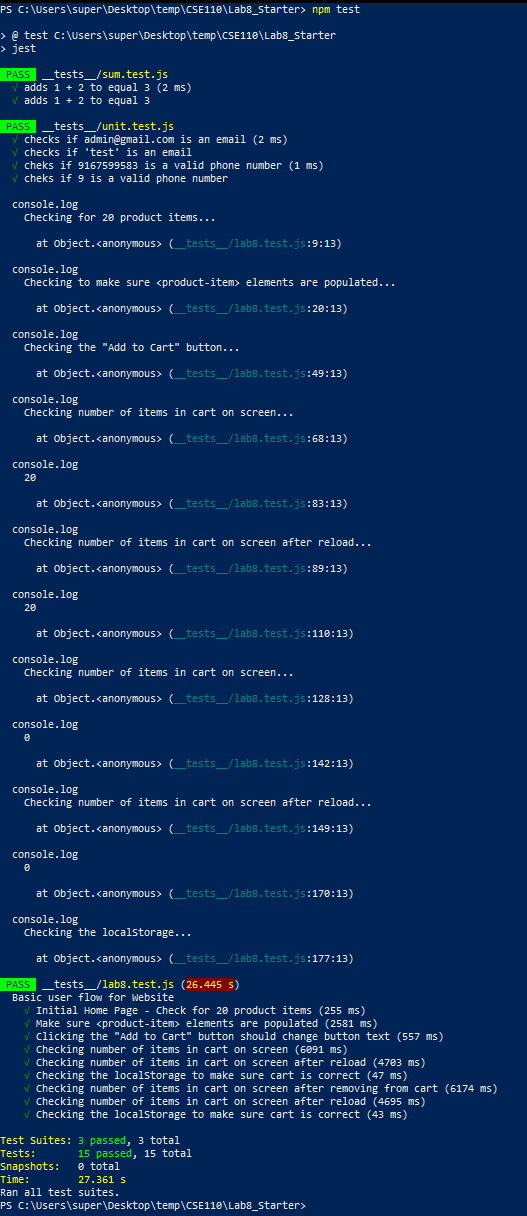 PS C:\Users\super\Desktop\temp\CSE110\Lab8_Starter> npm test
> @ test C:\Users\super\Desktop\temp\CSE110\Lab8_Starter
> jest
PASS __tests__/sum.test.js
√ adds 1 + 2 to equal 3 (2 ms)
√ adds 1 + 2 to equal 3
PASS __tests__/unit.test.js
√ checks if admin@gmail.com is an email (2 ms)
√ checks if 'test' is an email
√ cheks if 9167599583 is a valid phone number (1 ms)
√ cheks if 9 is a valid phone number
console.log
Checking for 20 product items...
at Object.<anonymous> (__tests__/lab8.test.js:9:13)
console.log
Checking to make sure <product-item> elements are populated...
at Object.<anonymous> (__tests__/lab8.test.js:20:13)
console.log
Checking the "Add to Cart" button...
at Object.<anonymous> (__tests__/lab8.test.js:49:13)
console.log
Checking number of items in cart on screen...
at Object.<anonymous> (__tests__/lab8.test.js:68:13)
console.log
20
at Object.<anonymous> (__tests__/lab8.test.js:83:13)
console.log
Checking number of items in cart on screen after reload...
at Object.<anonymous> (__tests__/lab8.test.js:89:13)
console.log
20
at Object.<anonymous> (__tests__/lab8.test.js:110:13)
console.log
Checking number of items in cart on screen...
at Object.<anonymous> (__tests__/lab8.test.js:128:13)
console.log
0
at Object.<anonymous> (__tests__/lab8.test.js:142:13)
console.log
Checking number of items in cart on screen after reload...
at Object.<anonymous> (__tests__/lab8.test.js:149:13)
console.log
0
at Object.<anonymous> (__tests__/lab8.test.js:170:13)
console.log
Checking the localStorage...
at Object.<anonymous> (__tests__/lab8.test.js:177:13)
PASS __tests__/lab8.test.js (26.445 s)
Basic user flow for Website
√ Initial Home Page - Check for 20 product items (255 ms)
√ Make sure <product-item> elements are populated (2581 ms)
√ Clicking the "Add to Cart" button should change button text (557 ms)
√ Checking number of items in cart on screen (6091 ms)
√ Checking number of items in cart on screen after reload (4703 ms)
√ Checking the localStorage to make sure cart is correct (47 ms)
√ Checking number of items in cart on screen after removing from cart (6174 ms)
√ Checking number of items in cart on screen after reload (4695 ms)
√ Checking the localStorage to make sure cart is correct (43 ms)
Test Suites: 3 passed, 3 total
Tests: 15 passed, 15 total
Snapshots: 0 total
Time: 27.361 s
Ran all test suites.
PS C:\Users\super\Desktop\temp\CSE110\Lab8_Starter>